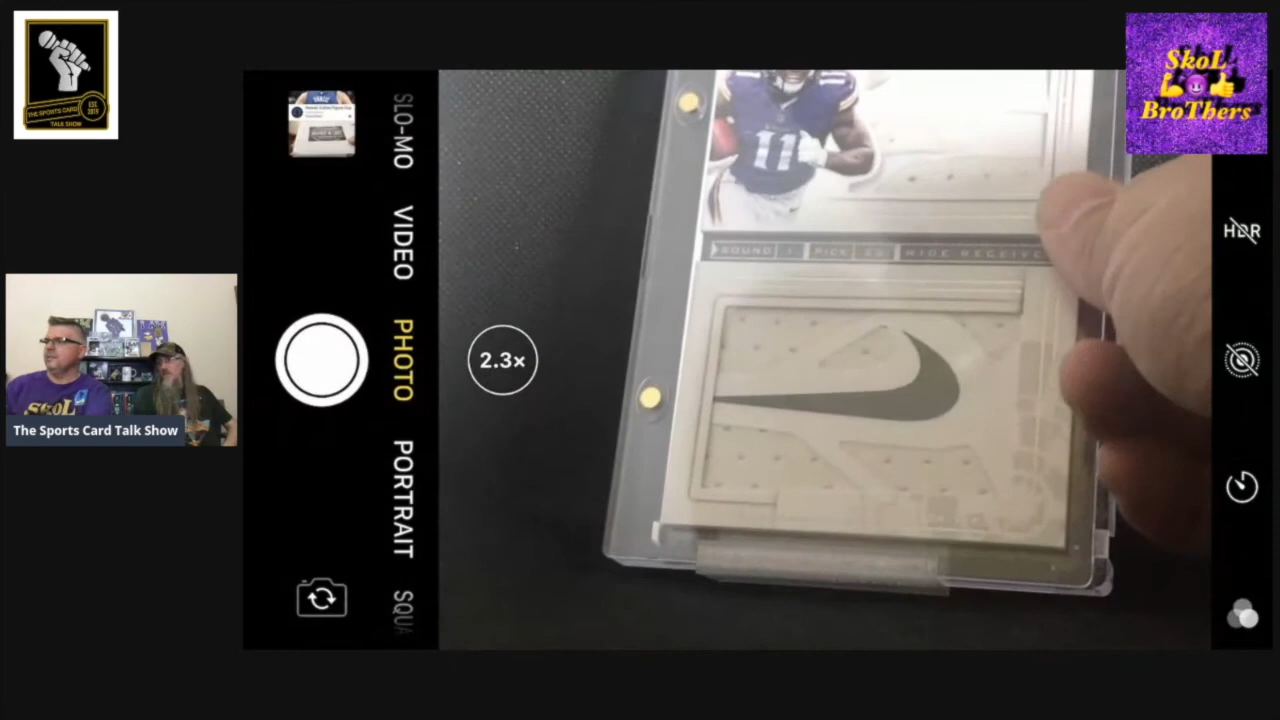 THE SPORTS CARD
TALK SHOW
EST.
2019
SkoL
BroTHers
SLO-MO
VIDEO
PHOTO
PORTRAIT
SQUA
2.3×
HDR
11
ROUND 1 PICK WIDE RECEIVE
SKOL
The Sports Card Talk Show